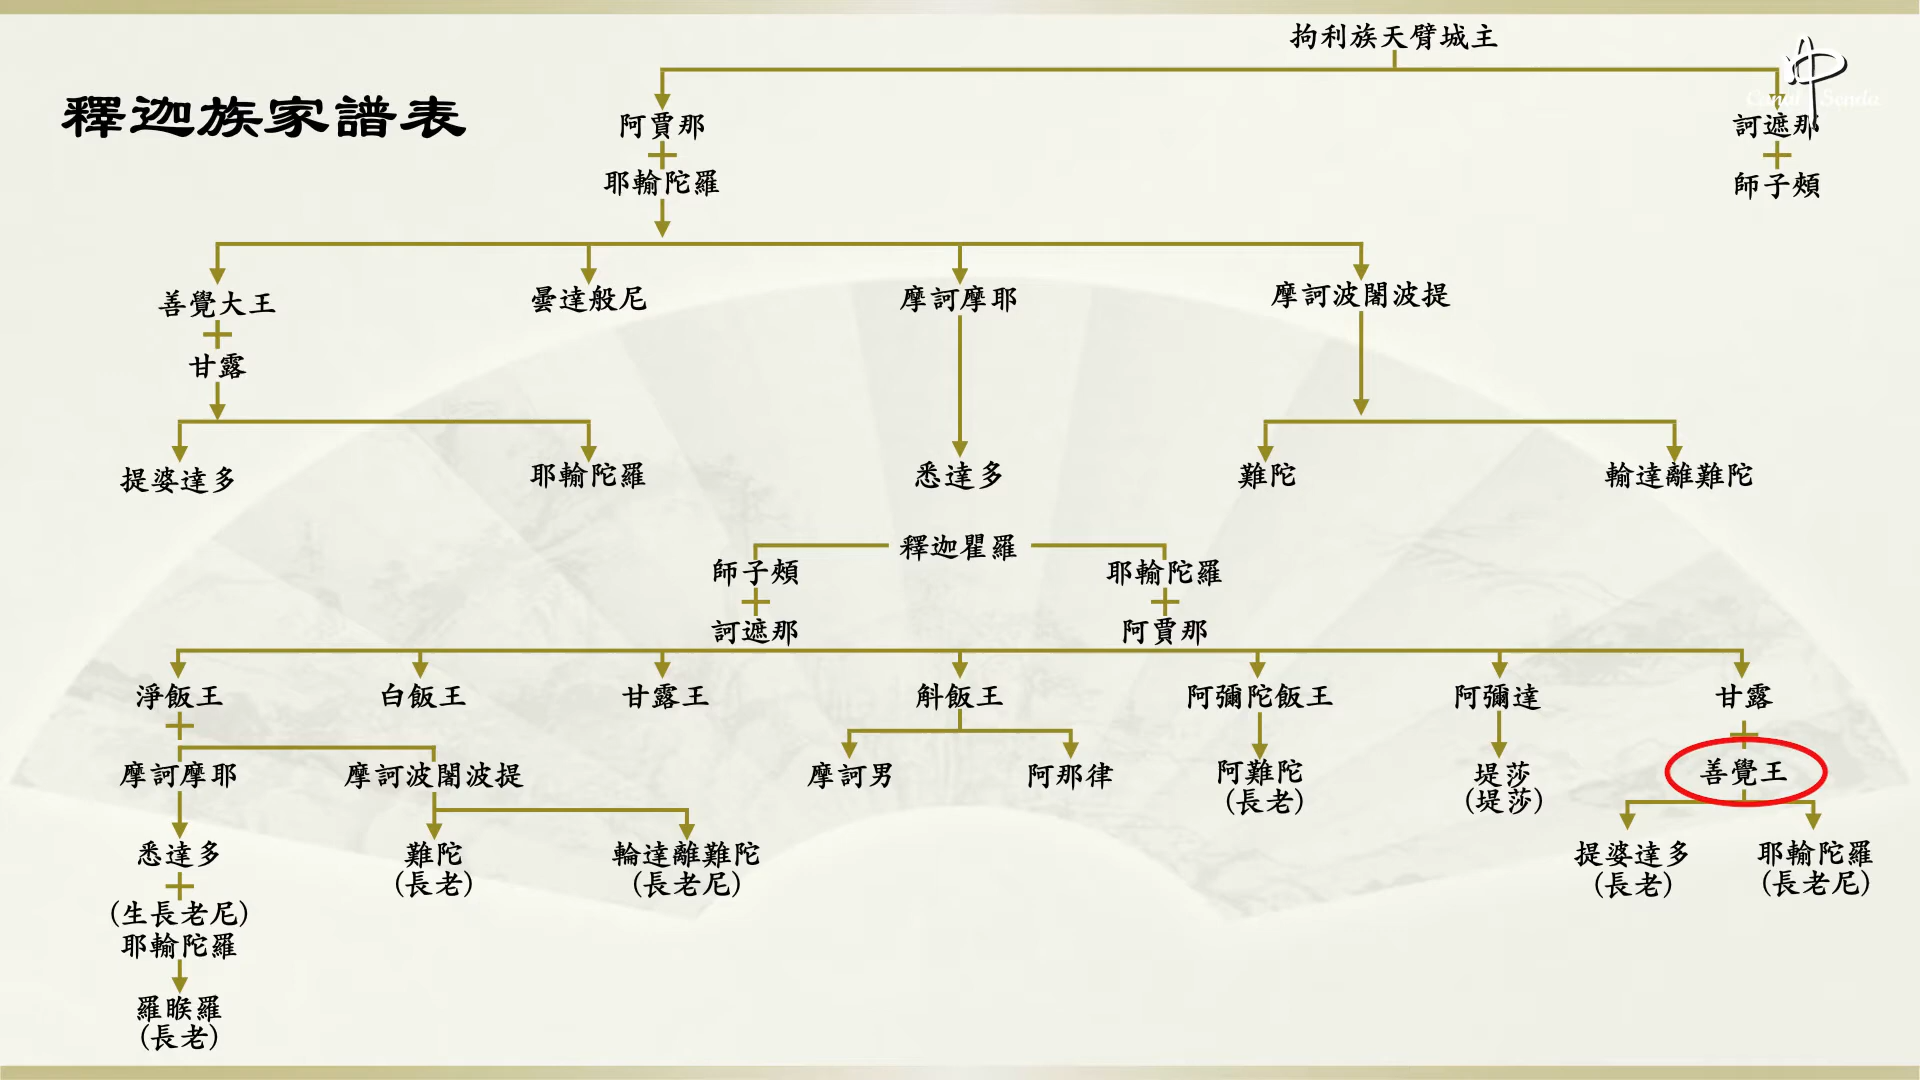 拘利族天臂城主
Canal Senda
釋迦族家譜表
阿賈那
訶遮那
耶輸陀羅
師子頰
善覺大王
曇達般尼
摩訶摩耶
摩訶波闍波提
甘露
提婆達多
耶輸陀羅
悉達多
難陀
輸達離難陀
釋迦瞿羅
師子頰
耶輸陀羅
訶遮那
阿賈那
淨飯王
白飯王
甘露王
斛飯王
阿彌陀飯王
阿彌達
甘露
摩訶摩耶
摩訶波闍波提
摩訶男
阿那律
阿難陀
(長老)
堤莎
(堤莎)
善覺王
悉達多
難陀
(長老)
輪達離難陀
(長老尼)
提婆達多
(長老)
耶輸陀羅
(長老尼)
(生長老尼)
耶輸陀羅
羅睺羅
(長老)